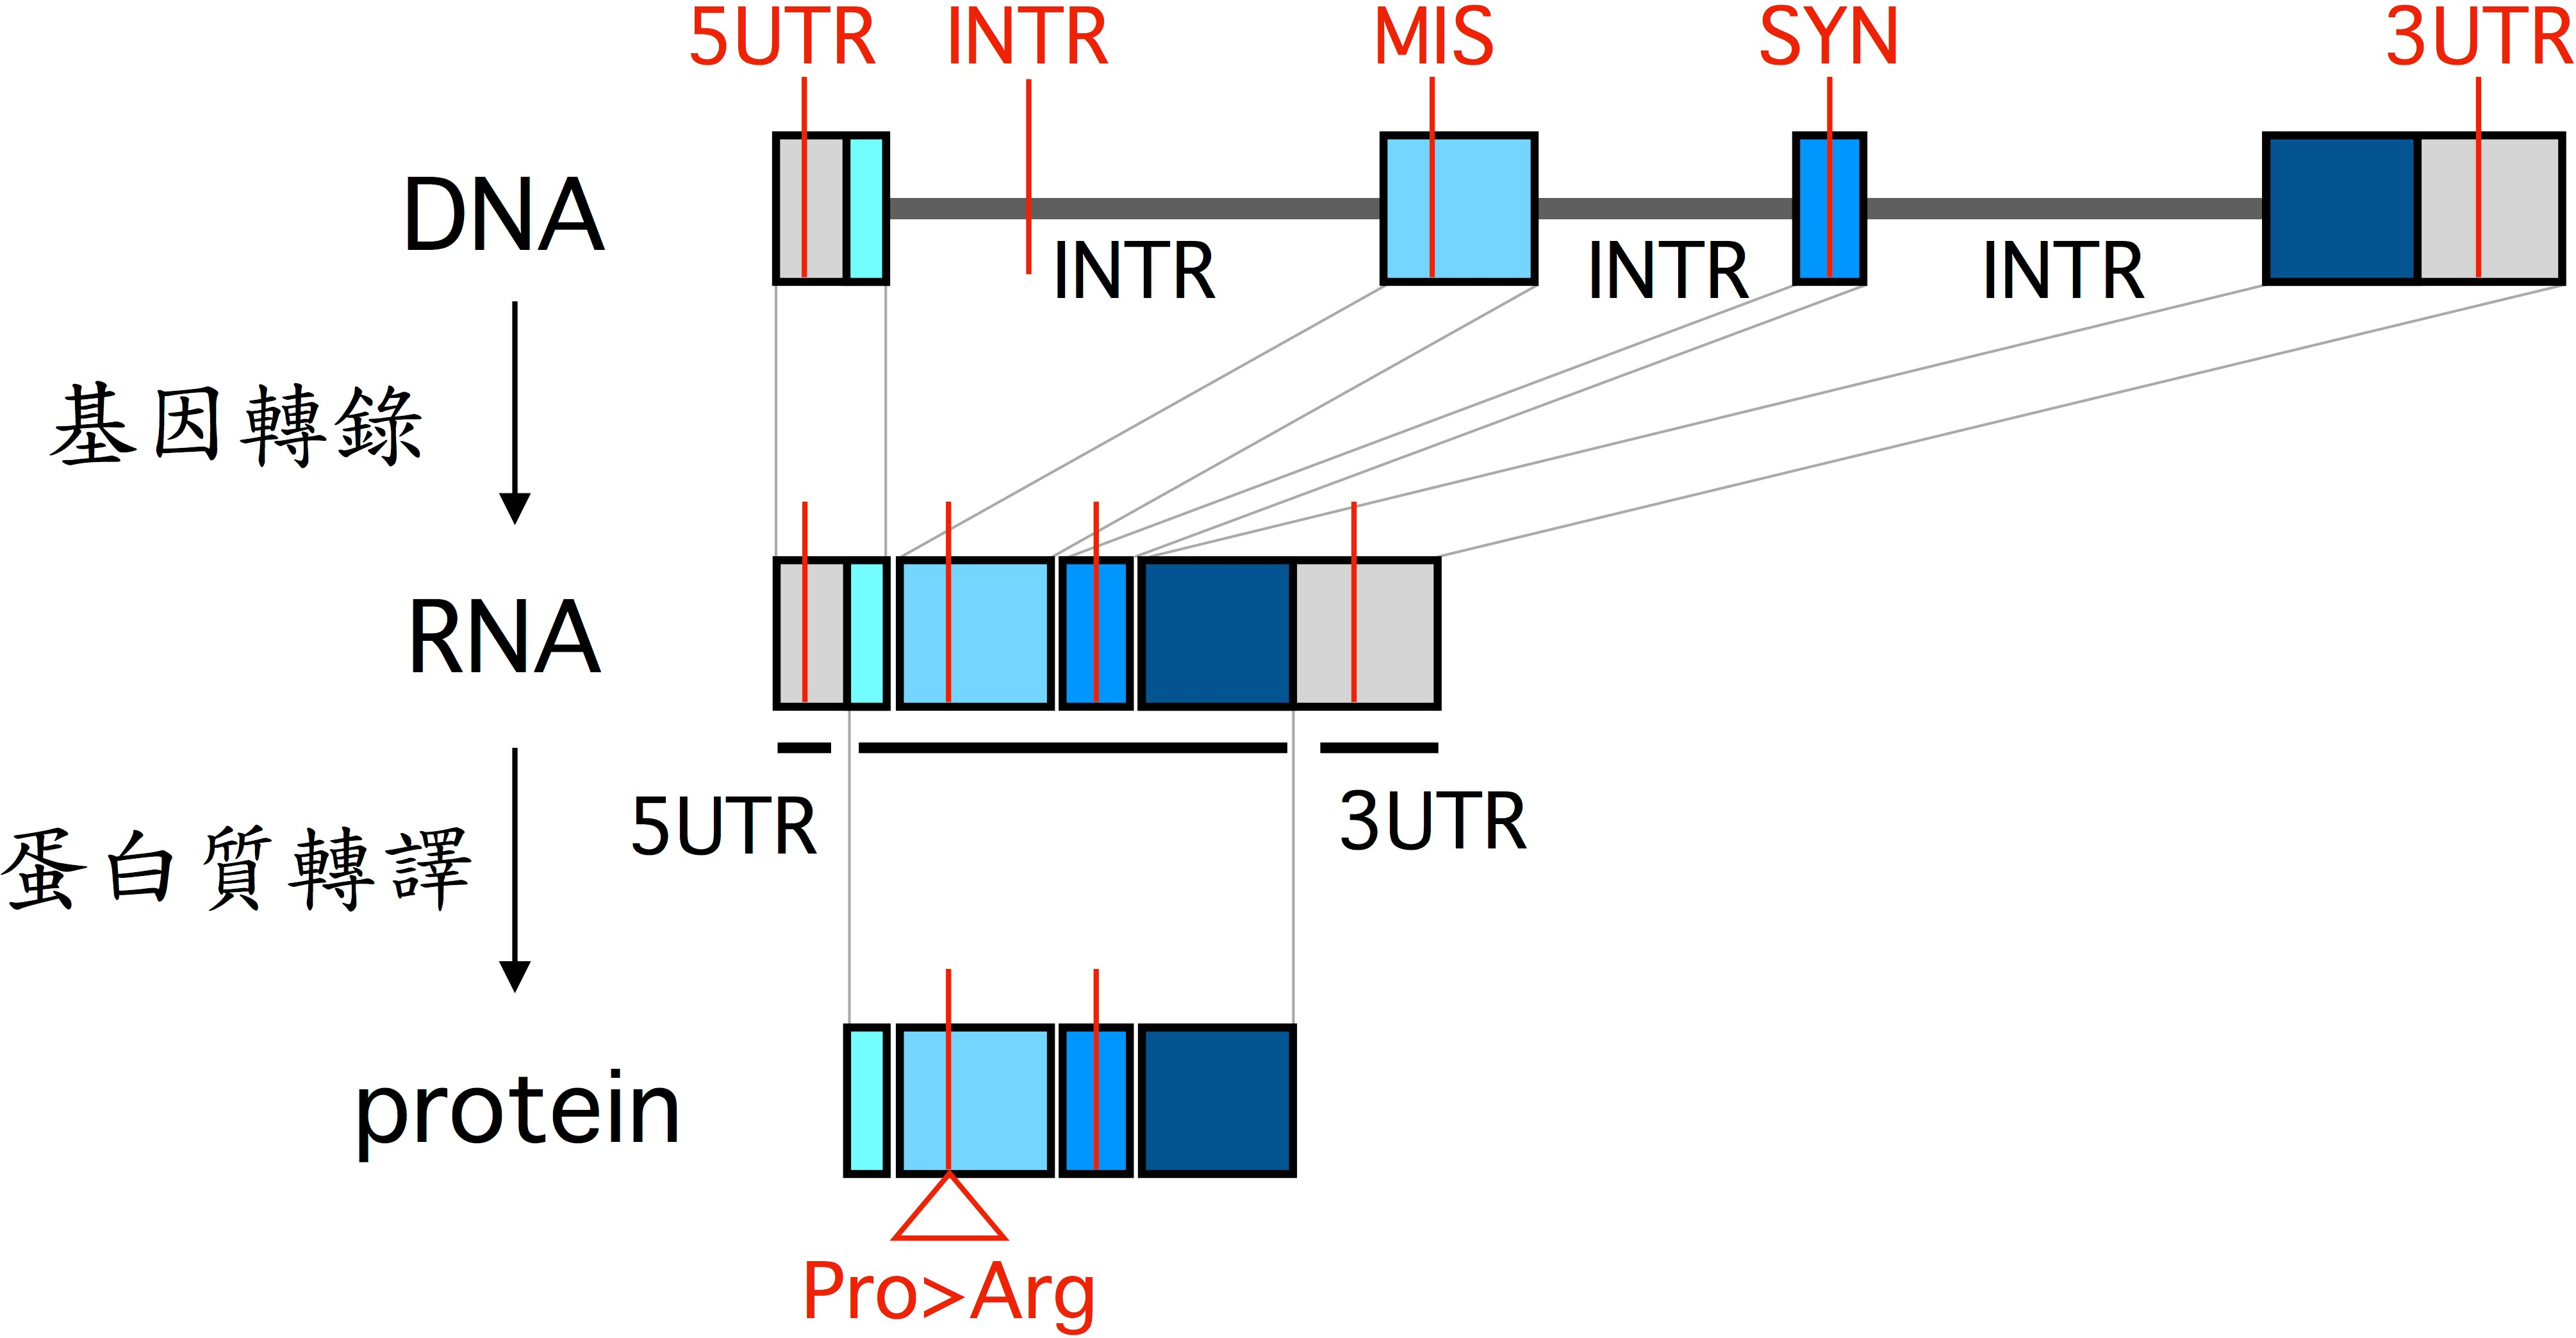 5UTR INTR MIS SYN 3UTR
DNA
INTR INTR INTR
基因轉錄
RNA
5UTR 3UTR
蛋白質轉譯
protein
Pro>Arg